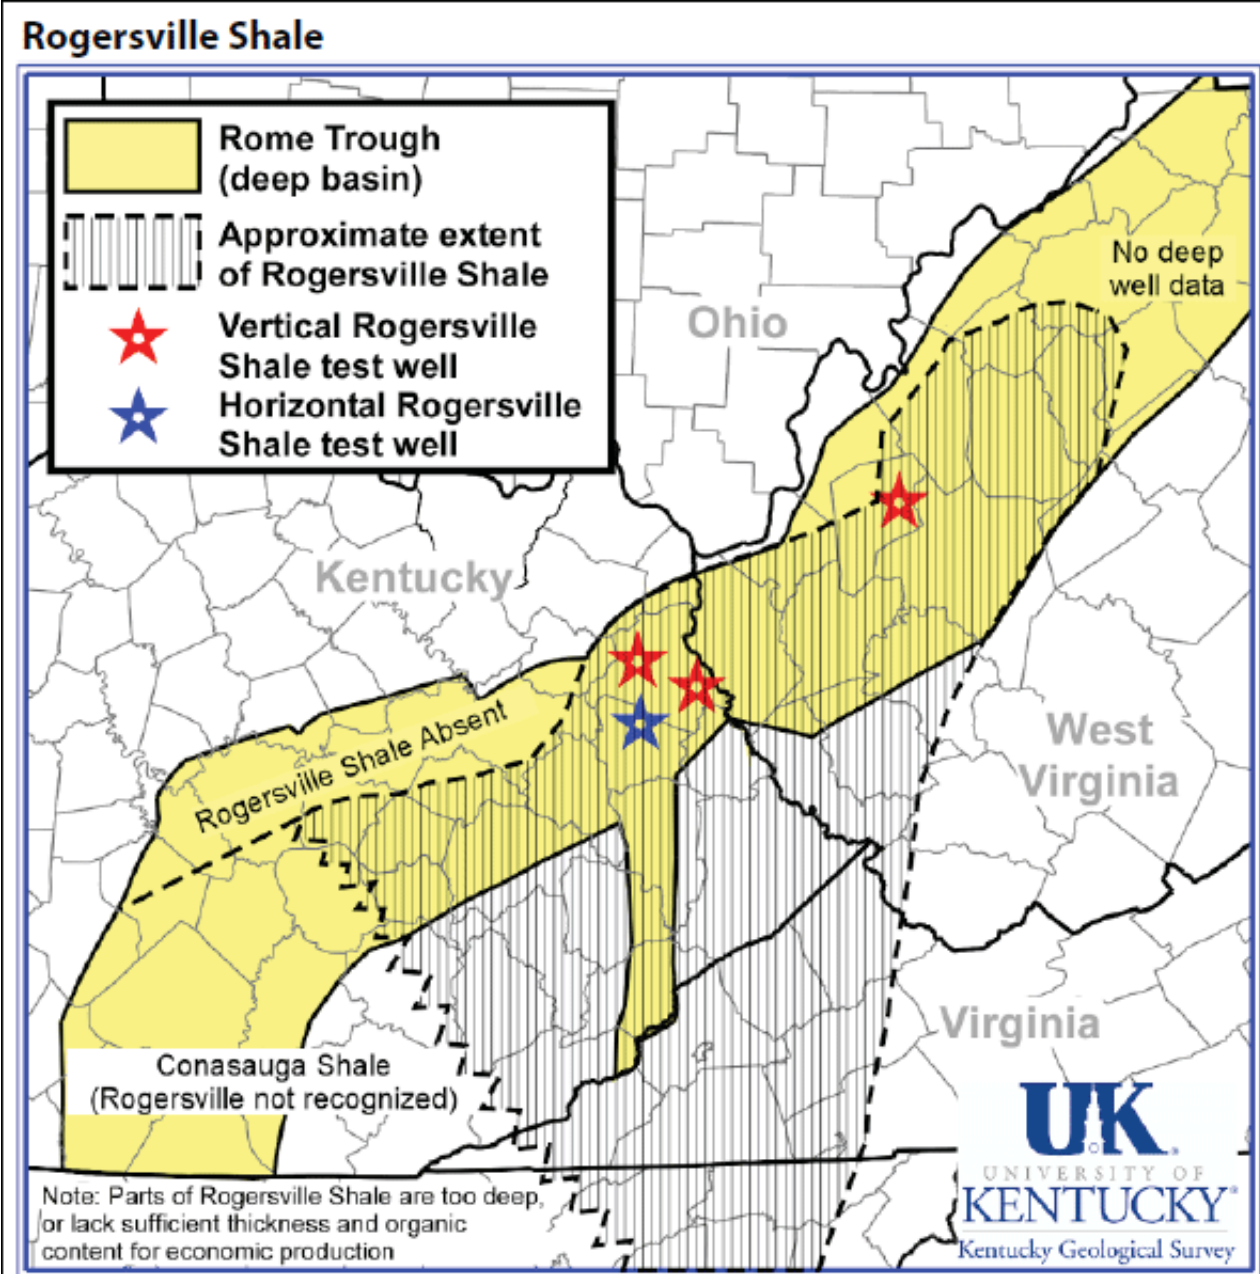 Rogersville Shale
Rome Trough
(deep basin)
Approximate extent
of Rogersville Shale
Vertical Rogersville
Shale test well
Horizontal Rogersville
Shale test well
No deep
well data
Ohio
Kentucky
Rogersville Shale Absent
West
Virginia
Virginia
Conasauga Shale
(Rogersville not recognized)
Note: Parts of Rogersville Shale are too deep,
or lack sufficient thickness and organic
content for economic production
UK
UNIVERSITY OF
KENTUCKY
Kentucky Geological Survey